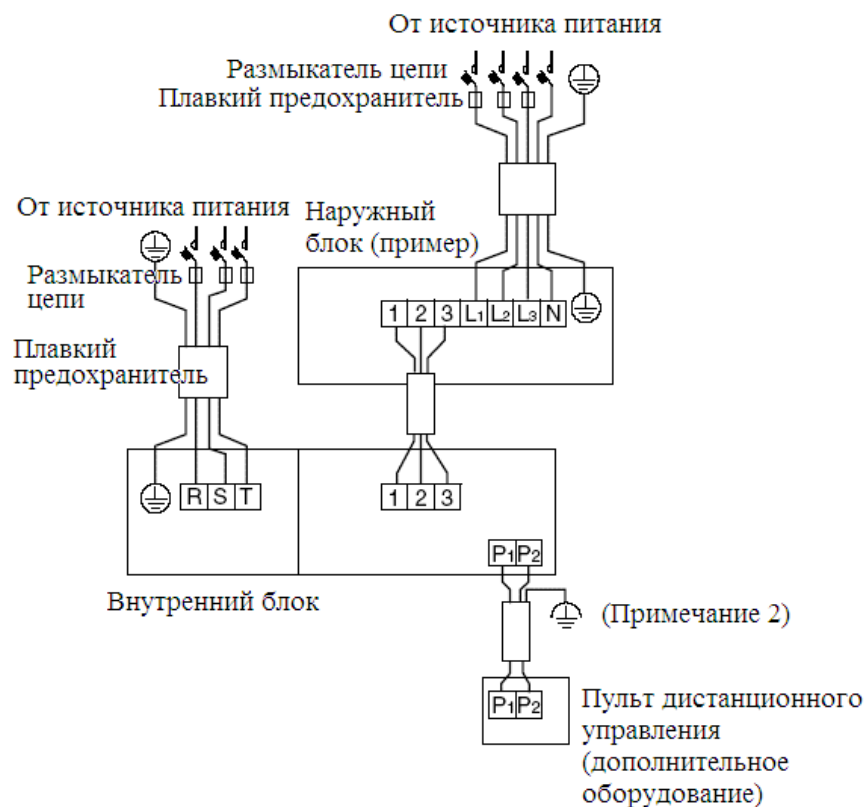 От источника питания
Размыкатель цепи
Плавкий предохранитель
От источника питания
Размыкатель
цепи
Плавкий
предохранитель
Наружный
блок (пример)
1 2 3 L1 L2 L3 N
R S T
1 2 3
P1 P2
Внутренний блок
(Примечание 2)
P1 P2
Пульт дистанционного
управления
(дополнительное
оборудование)